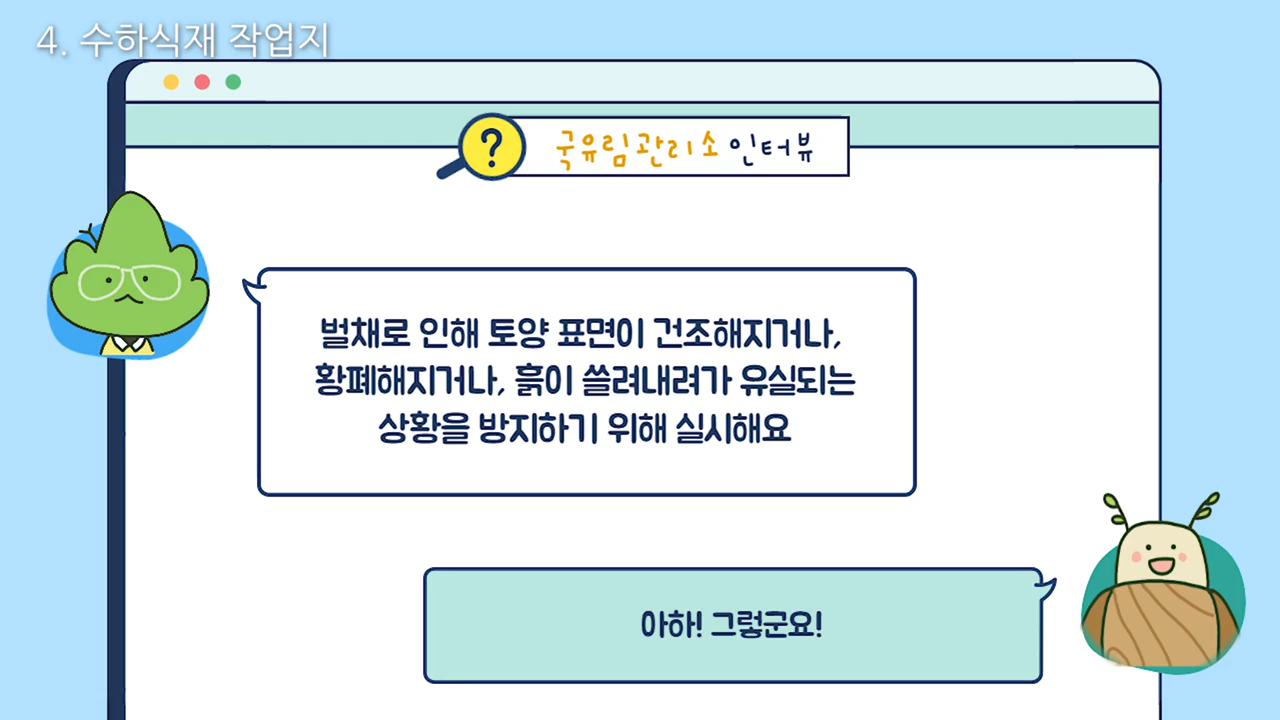 4. 수하식재 작업지
? 국유림관리소 인터뷰
벌채로 인해 토양 표면이 건조해지거나,
황폐해지거나, 흙이 쓸려내려가 유실되는
상황을 방지하기 위해 실시해요
아하! 그렇군요!